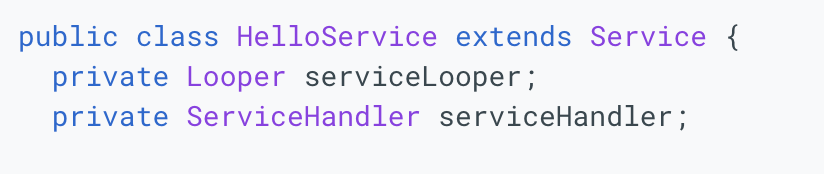 public class HelloService extends Service {
  private Looper serviceLooper;
  private ServiceHandler serviceHandler;